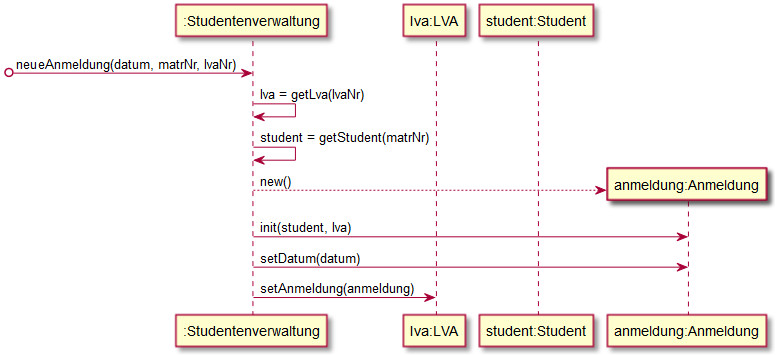 :Studentenverwaltung lva:LVA student:Student
neueAnmeldung(datum, matrNr, lvaNr)
lva = getLva(lvaNr)
student = getStudent(matrNr)
new() anmeldung:Anmeldung
init(student, lva)
setDatum(datum)
setAnmeldung(anmeldung)
:Studentenverwaltung lva:LVA student:Student anmeldung:Anmeldung